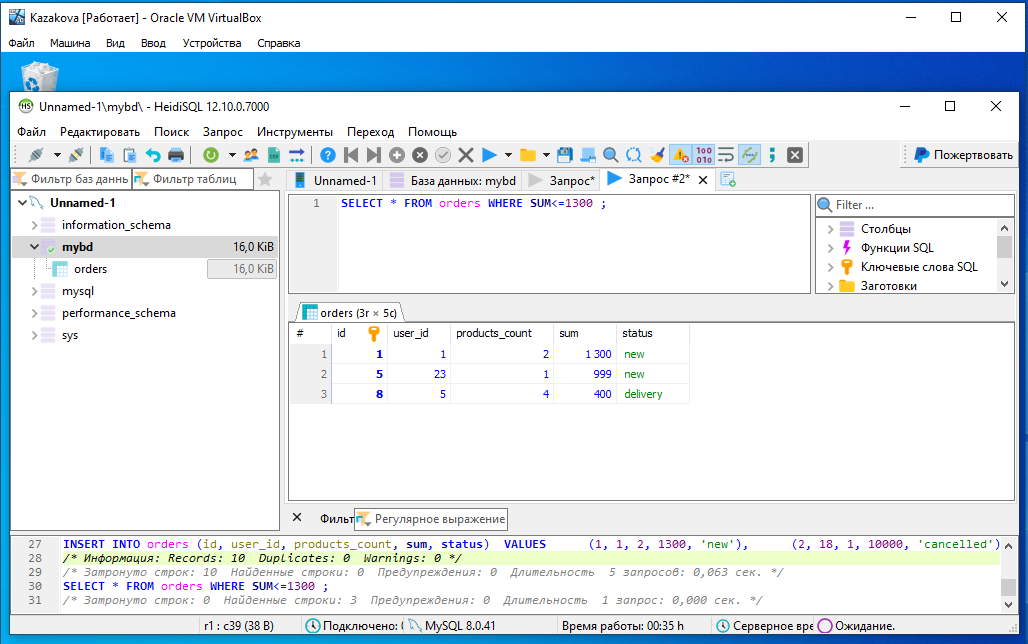 Kazakova [Работает] - Oracle VM VirtualBox
Файл Машина Вид Ввод Устройства Справка
Unnamed-1\mybd\ - HeidiSQL 12.10.0.7000
Файл Редактировать Поиск Запрос Инструменты Переход Помощь
Пожертвовать
Фильтр баз даннь Фильтр таблиц
Unnamed-1 База данных: mybd Запрос* Запрос #2*
Unnamed-1
information_schema
mybd 16,0 KiB
orders 16,0 KiB
mysql
performance_schema
sys
1 SELECT * FROM orders WHERE SUM<=1300 ;
Filter ...
Столбцы
Функции SQL
Ключевые слова SQL
Заготовки
orders (3r × 5c)
# id user_id products_count sum status
1 1 1 2 1 300 new
2 5 23 1 999 new
3 8 5 4 400 delivery
Фильт Регулярное выражение
27 INSERT INTO orders (id, user_id, products_count, sum, status) VALUES (1, 1, 2, 1300, 'new'), (2, 18, 1, 10000, 'cancelled')
28 /* Информация: Records: 10 Duplicates: 0 Warnings: 0 */
29 /* Затронуто строк: 10 Найденные строки: 0 Предупреждения: 0 Длительность 5 запросов: 0,063 сек. */
30 SELECT * FROM orders WHERE SUM<=1300 ;
31 /* Затронуто строк: 0 Найденные строки: 3 Предупреждения: 0 Длительность 1 запрос: 0,000 сек. */
r1 : c39 (38 B) Подключено: ( MySQL 8.0.41 Время работы: 00:35 h Серверное вре Ожидание.